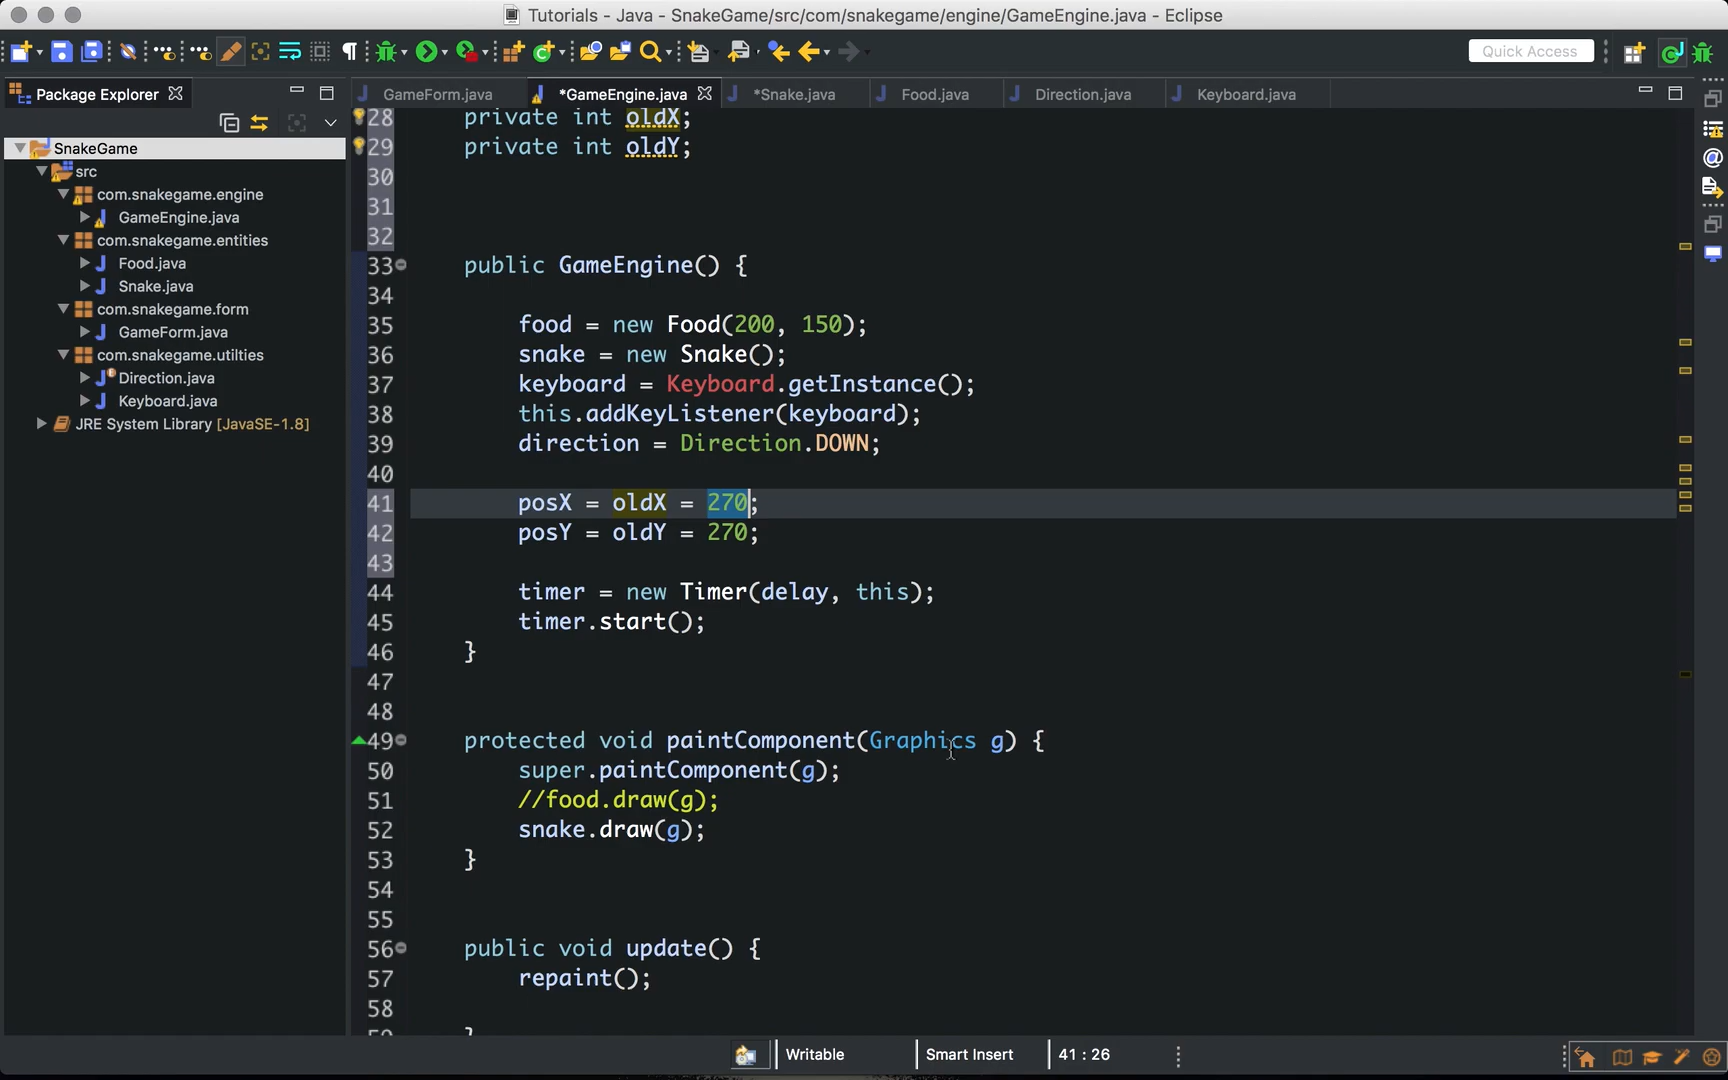 Tutorials - Java - SnakeGame/src/com/snakegame/engine/GameEngine.java - Eclipse
Quick Access
Package Explorer
GameForm.java
*GameEngine.java
*Snake.java
Food.java
Direction.java
Keyboard.java
SnakeGame
src
com.snakegame.engine
GameEngine.java
com.snakegame.entities
Food.java
Snake.java
com.snakegame.form
GameForm.java
com.snakegame.utilties
Direction.java
Keyboard.java
JRE System Library [JavaSE-1.8]
28 private int oldX;
29 private int oldY;
30
31
32
33 public GameEngine() {
34
35 food = new Food(200, 150);
36 snake = new Snake();
37 keyboard = Keyboard.getInstance();
38 this.addKeyListener(keyboard);
39 direction = Direction.DOWN;
40
41 posX = oldX = 270;
42 posY = oldY = 270;
43
44 timer = new Timer(delay, this);
45 timer.start();
46 }
47
48
49 protected void paintComponent(Graphics g) {
50 super.paintComponent(g);
51 //food.draw(g);
52 snake.draw(g);
53 }
54
55
56 public void update() {
57 repaint();
58
59 }
Writable
Smart Insert
41 : 26